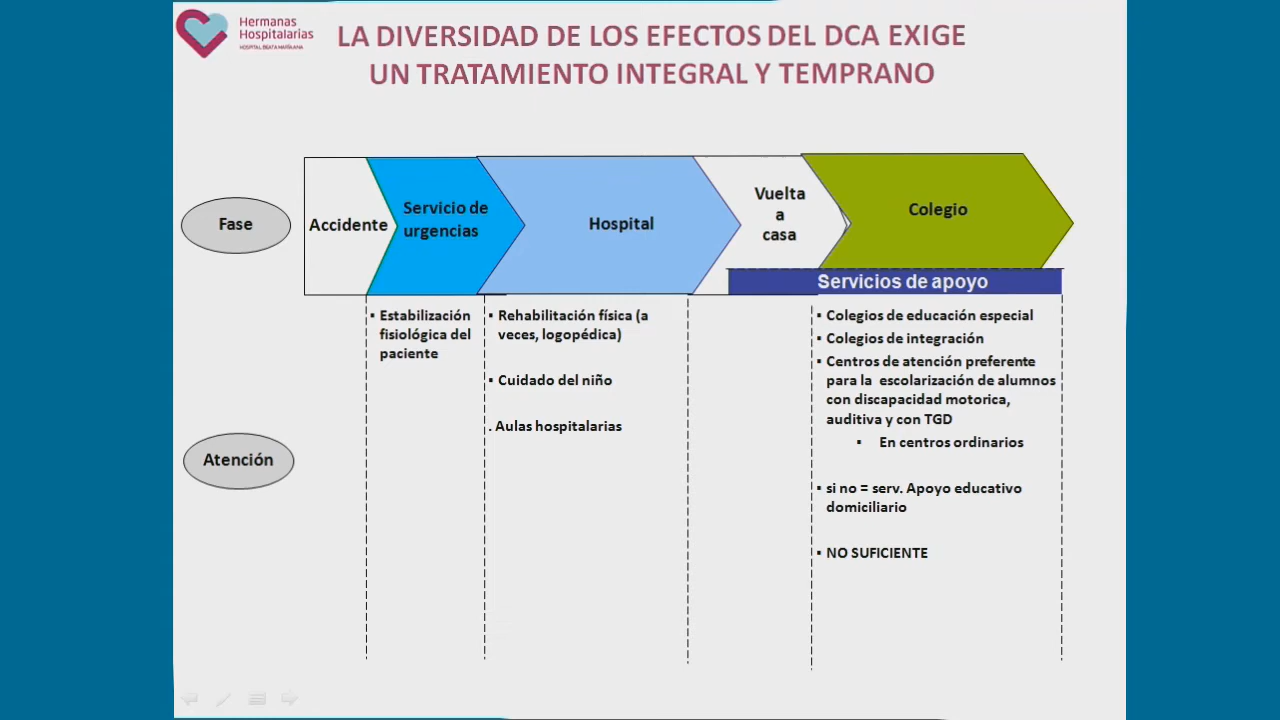 Hermanas
Hospitalarias
HOSPITAL BEATA MARÍA ANA
LA DIVERSIDAD DE LOS EFECTOS DEL DCA EXIGE
UN TRATAMIENTO INTEGRAL Y TEMPRANO
Fase
Accidente
Servicio de
urgencias
Hospital
Vuelta
a
casa
Colegio
Servicios de apoyo
Atención
▪ Estabilización
fisiológica del
paciente
▪ Rehabilitación física (a
veces, logopédica)
▪ Cuidado del niño
. Aulas hospitalarias
▪ Colegios de educación especial
▪ Colegios de integración
▪ Centros de atención preferente
para la escolarización de alumnos
con discapacidad motorica,
auditiva y con TGD
▪ En centros ordinarios
▪ si no = serv. Apoyo educativo
domiciliario
▪ NO SUFICIENTE